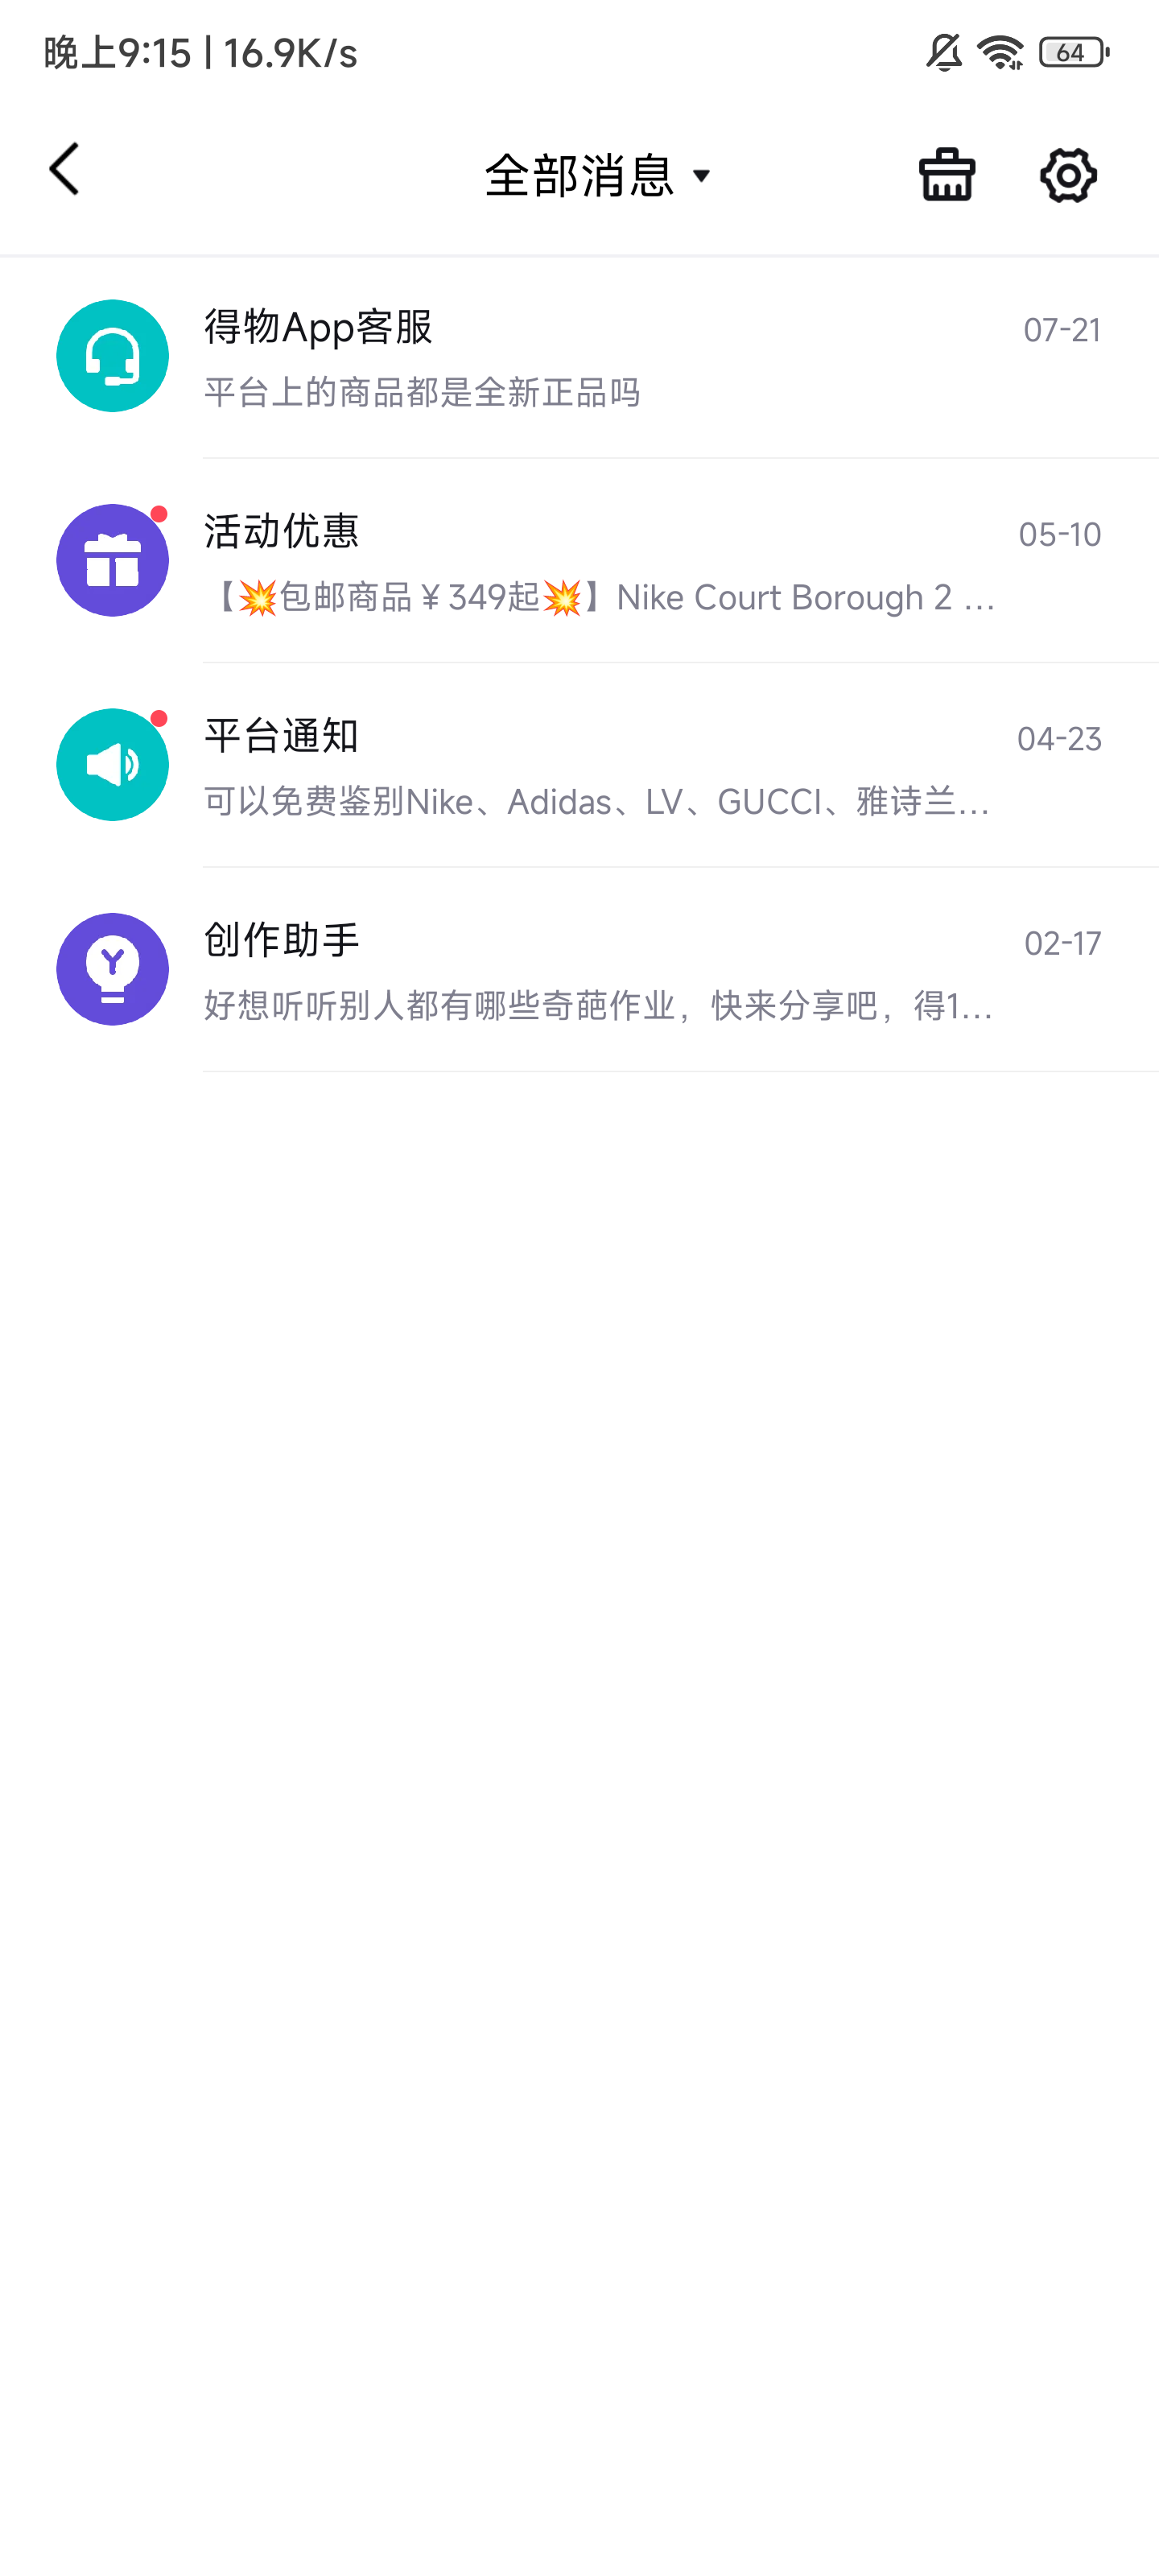 晚上9:15 | 16.9K/s
64
全部消息
得物App客服
07-21
平台上的商品都是全新正品吗
活动优惠
05-10
【💥包邮商品￥349起💥】Nike Court Borough 2 ...
平台通知
04-23
可以免费鉴别Nike、Adidas、LV、GUCCI、雅诗兰...
创作助手
02-17
好想听听别人都有哪些奇葩作业，快来分享吧，得1...